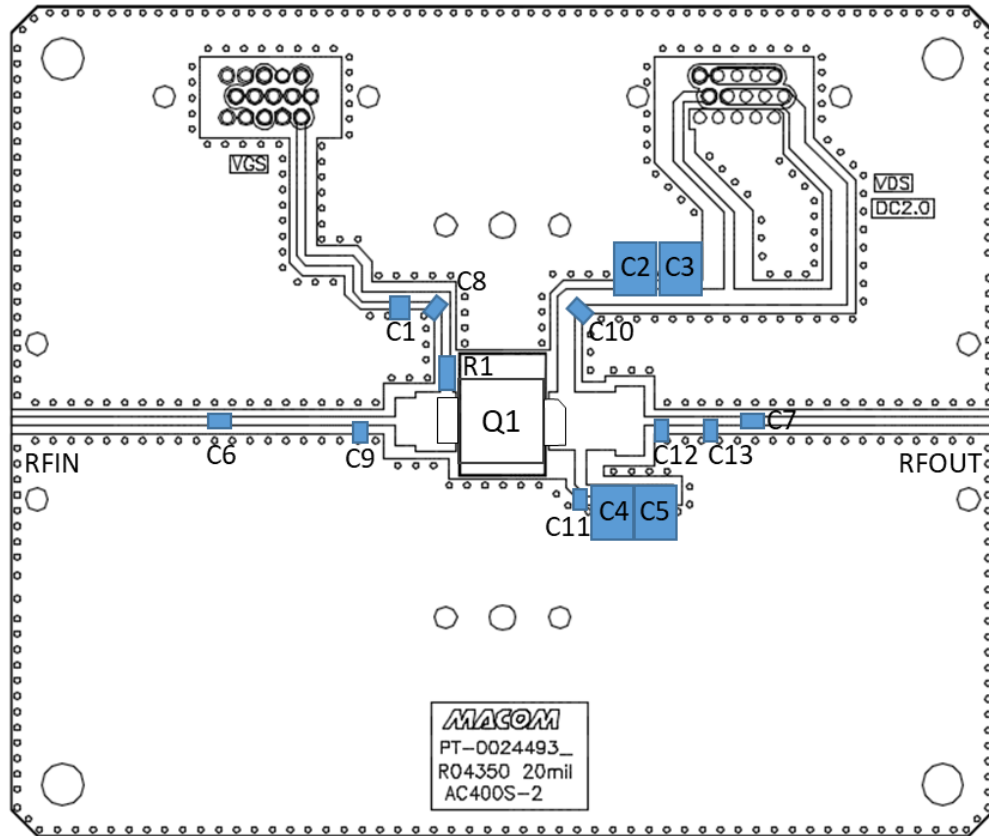 VGS
VDS
DC2.0
C2
C3
C8
C1
C10
R1
Q1
C6
C9
C12
C13
C7
RFIN
RFOUT
C11
C4
C5
MACOM
PT-0024493_
RO4350 20mil
AC400S-2